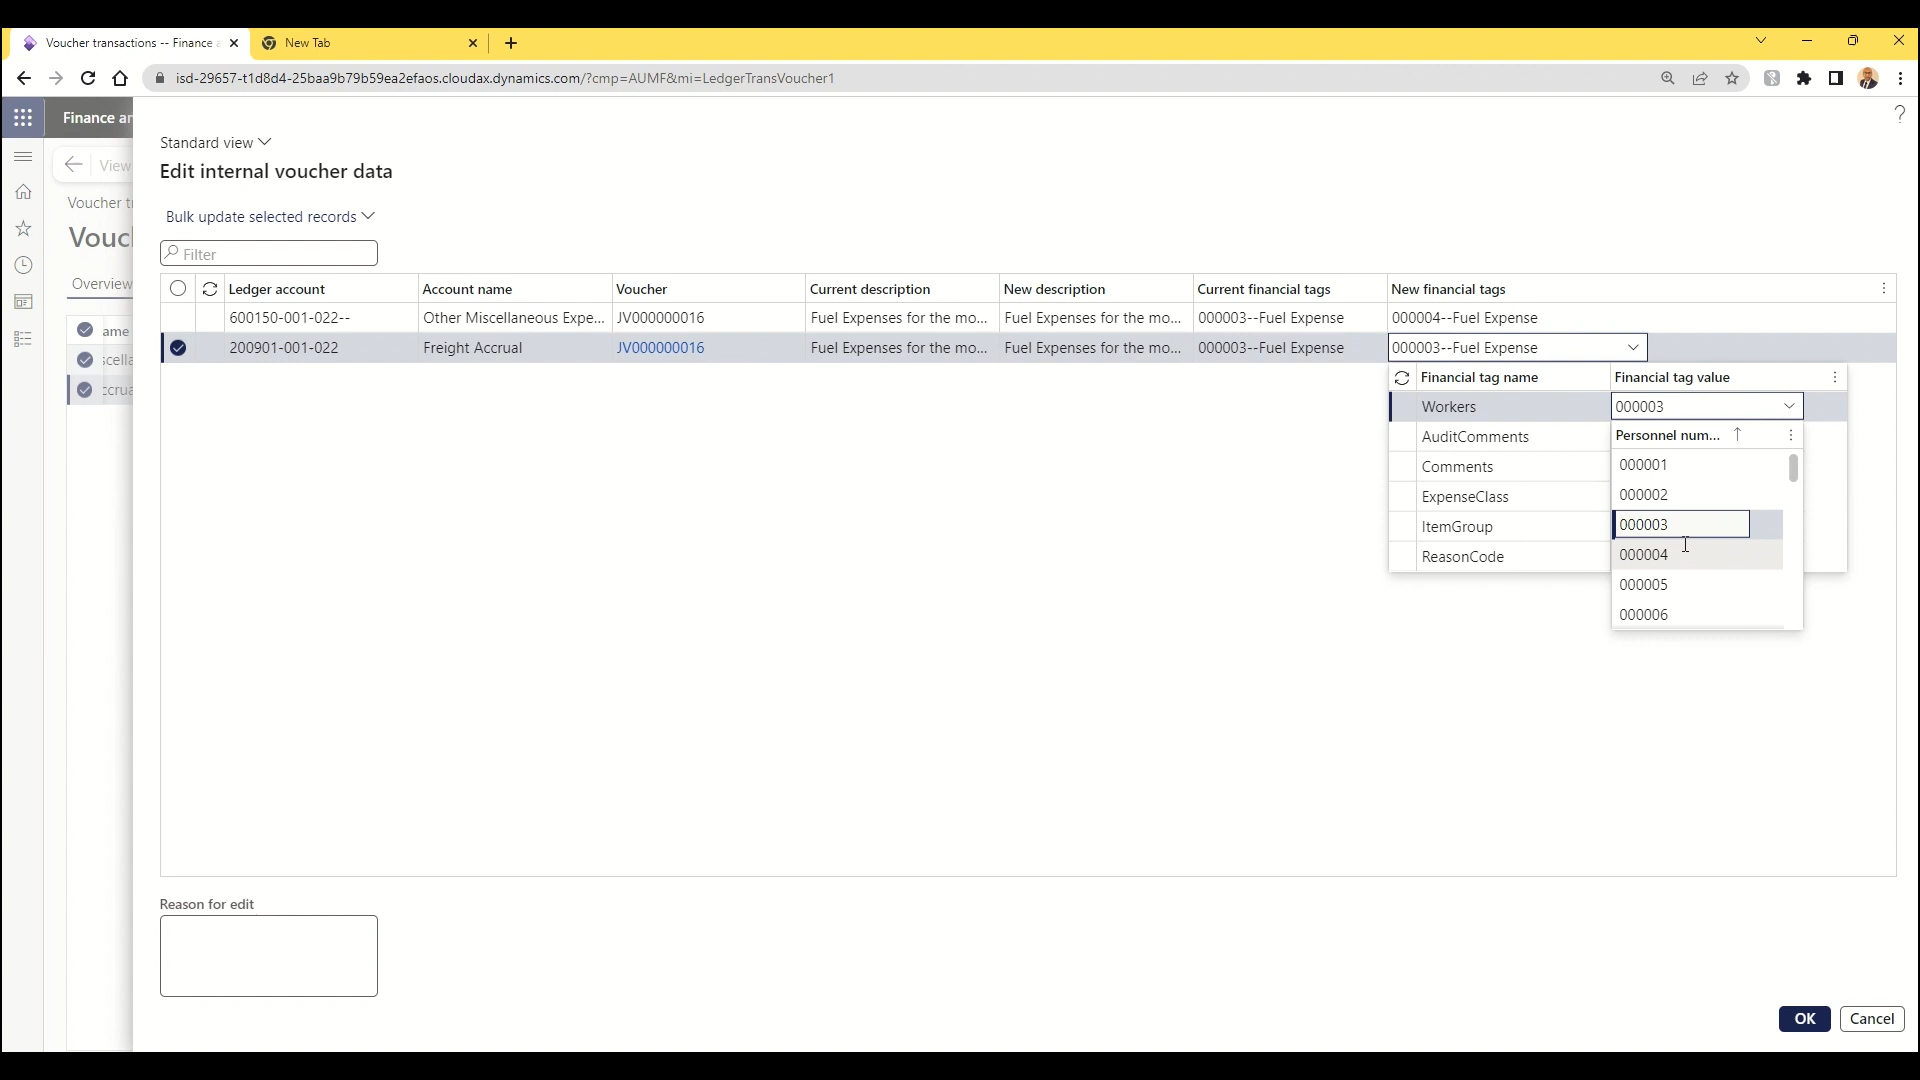 Voucher transactions -- Finance a
New Tab
isd-29657-t1d8d4-25baa9b79b59ea2efaos.cloudax.dynamics.com/?cmp=AUMF&mi=LedgerTransVoucher1
Finance an
?
View
Voucher t
Vouc
Overview
ame
scella
ccrua
Standard view
Edit internal voucher data
Bulk update selected records
Filter
Ledger account Account name Voucher Current description New description Current financial tags New financial tags
600150-001-022-- Other Miscellaneous Expe... JV000000016 Fuel Expenses for the mo... Fuel Expenses for the mo... 000003--Fuel Expense 000004--Fuel Expense
200901-001-022 Freight Accrual JV000000016 Fuel Expenses for the mo... Fuel Expenses for the mo... 000003--Fuel Expense 000003--Fuel Expense
Financial tag name Financial tag value
Workers 000003
AuditComments
Comments
ExpenseClass
ItemGroup
ReasonCode
Personnel num...
000001
000002
000003
000004
000005
000006
Reason for edit
OK Cancel